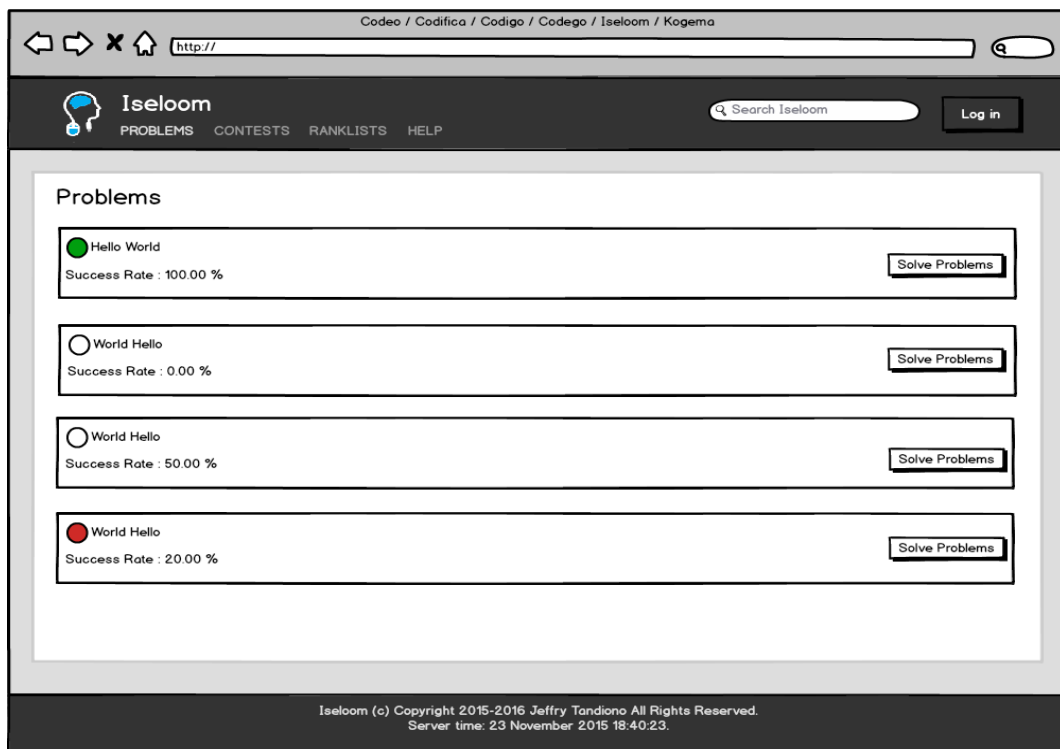 Codeo / Codifica / Codigo / Codego / Iseloom / Kogema
http://
Iseloom
Search Iseloom
Log in
PROBLEMS CONTESTS RANKLISTS HELP
Problems
Hello World
Success Rate : 100.00 %
Solve Problems
World Hello
Success Rate : 0.00 %
Solve Problems
World Hello
Success Rate : 50.00 %
Solve Problems
World Hello
Success Rate : 20.00 %
Solve Problems
Iseloom (c) Copyright 2015-2016 Jeffry Tandiono All Rights Reserved.
Server time: 23 November 2015 18:40:23.